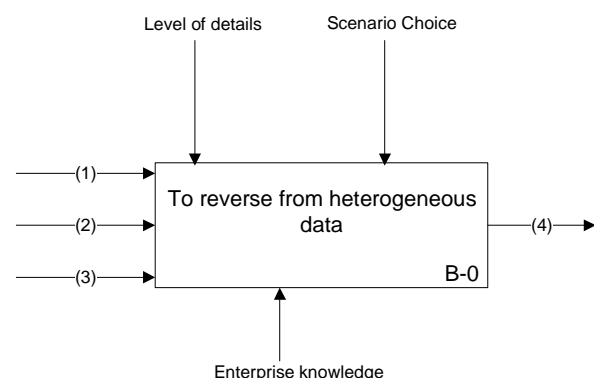 Level of details
Scenario Choice
(1)
To reverse from heterogeneous
data
(2)
(4)
(3)
B-0
Enterprise knowledge